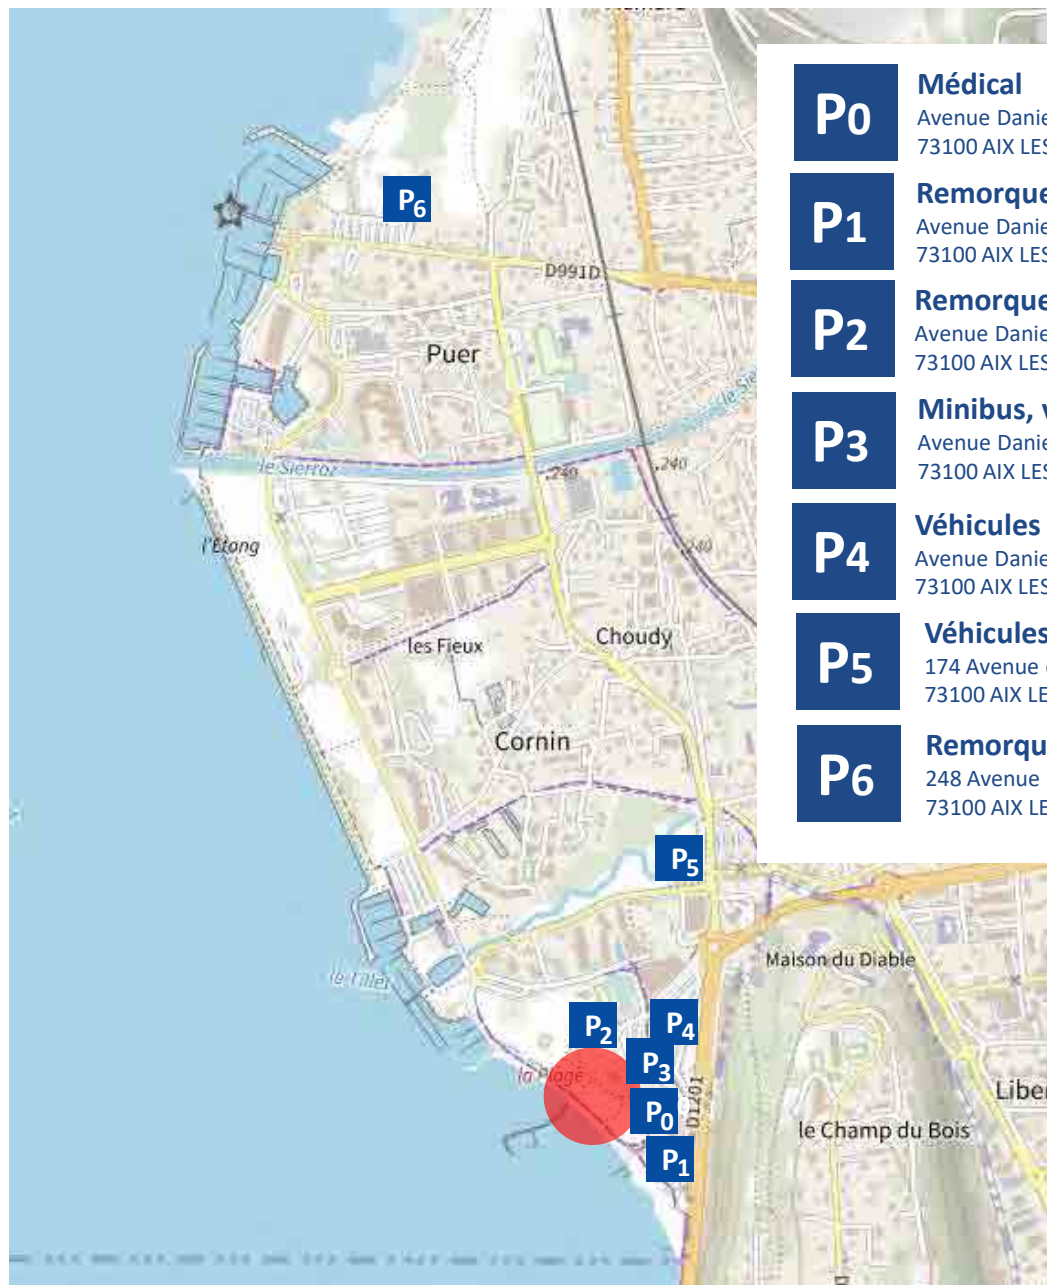 P0
Médical
Avenue Danie
73100 AIX LES
P1
Remorque
Avenue Danie
73100 AIX LES
P2
Remorque
Avenue Danie
73100 AIX LES
P3
Minibus, v
Avenue Danie
73100 AIX LES
P4
Véhicules
Avenue Danie
73100 AIX LES
P5
Véhicules
174 Avenue
73100 AIX LE
P6
Remorqu
248 Avenue
73100 AIX LE
P6
D991D
Puer
le Sierroz
le Sie
240
240
240
l'Etang
les Fieux
Choudy
Cornin
P5
Maison du Diable
le Tillet
P2
P4
P3
la Plage
D1201
P0
Liber
le Champ du Bois
P1